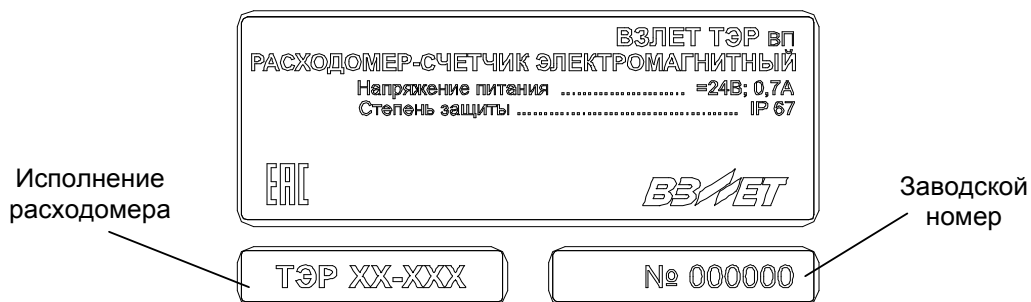 ВЗЛЕТ ТЭР ВП
РАСХОДОМЕР-СЧЕТЧИК ЭЛЕКТРОМАГНИТНЫЙ
Напряжение питания ....................... =24В; 0,7А
Степень защиты ......................................... IP 67
ЕАС ВЗЛЕТ
Исполнение
расходомера
Заводской
номер
ТЭР ХХ-ХХХ № 000000